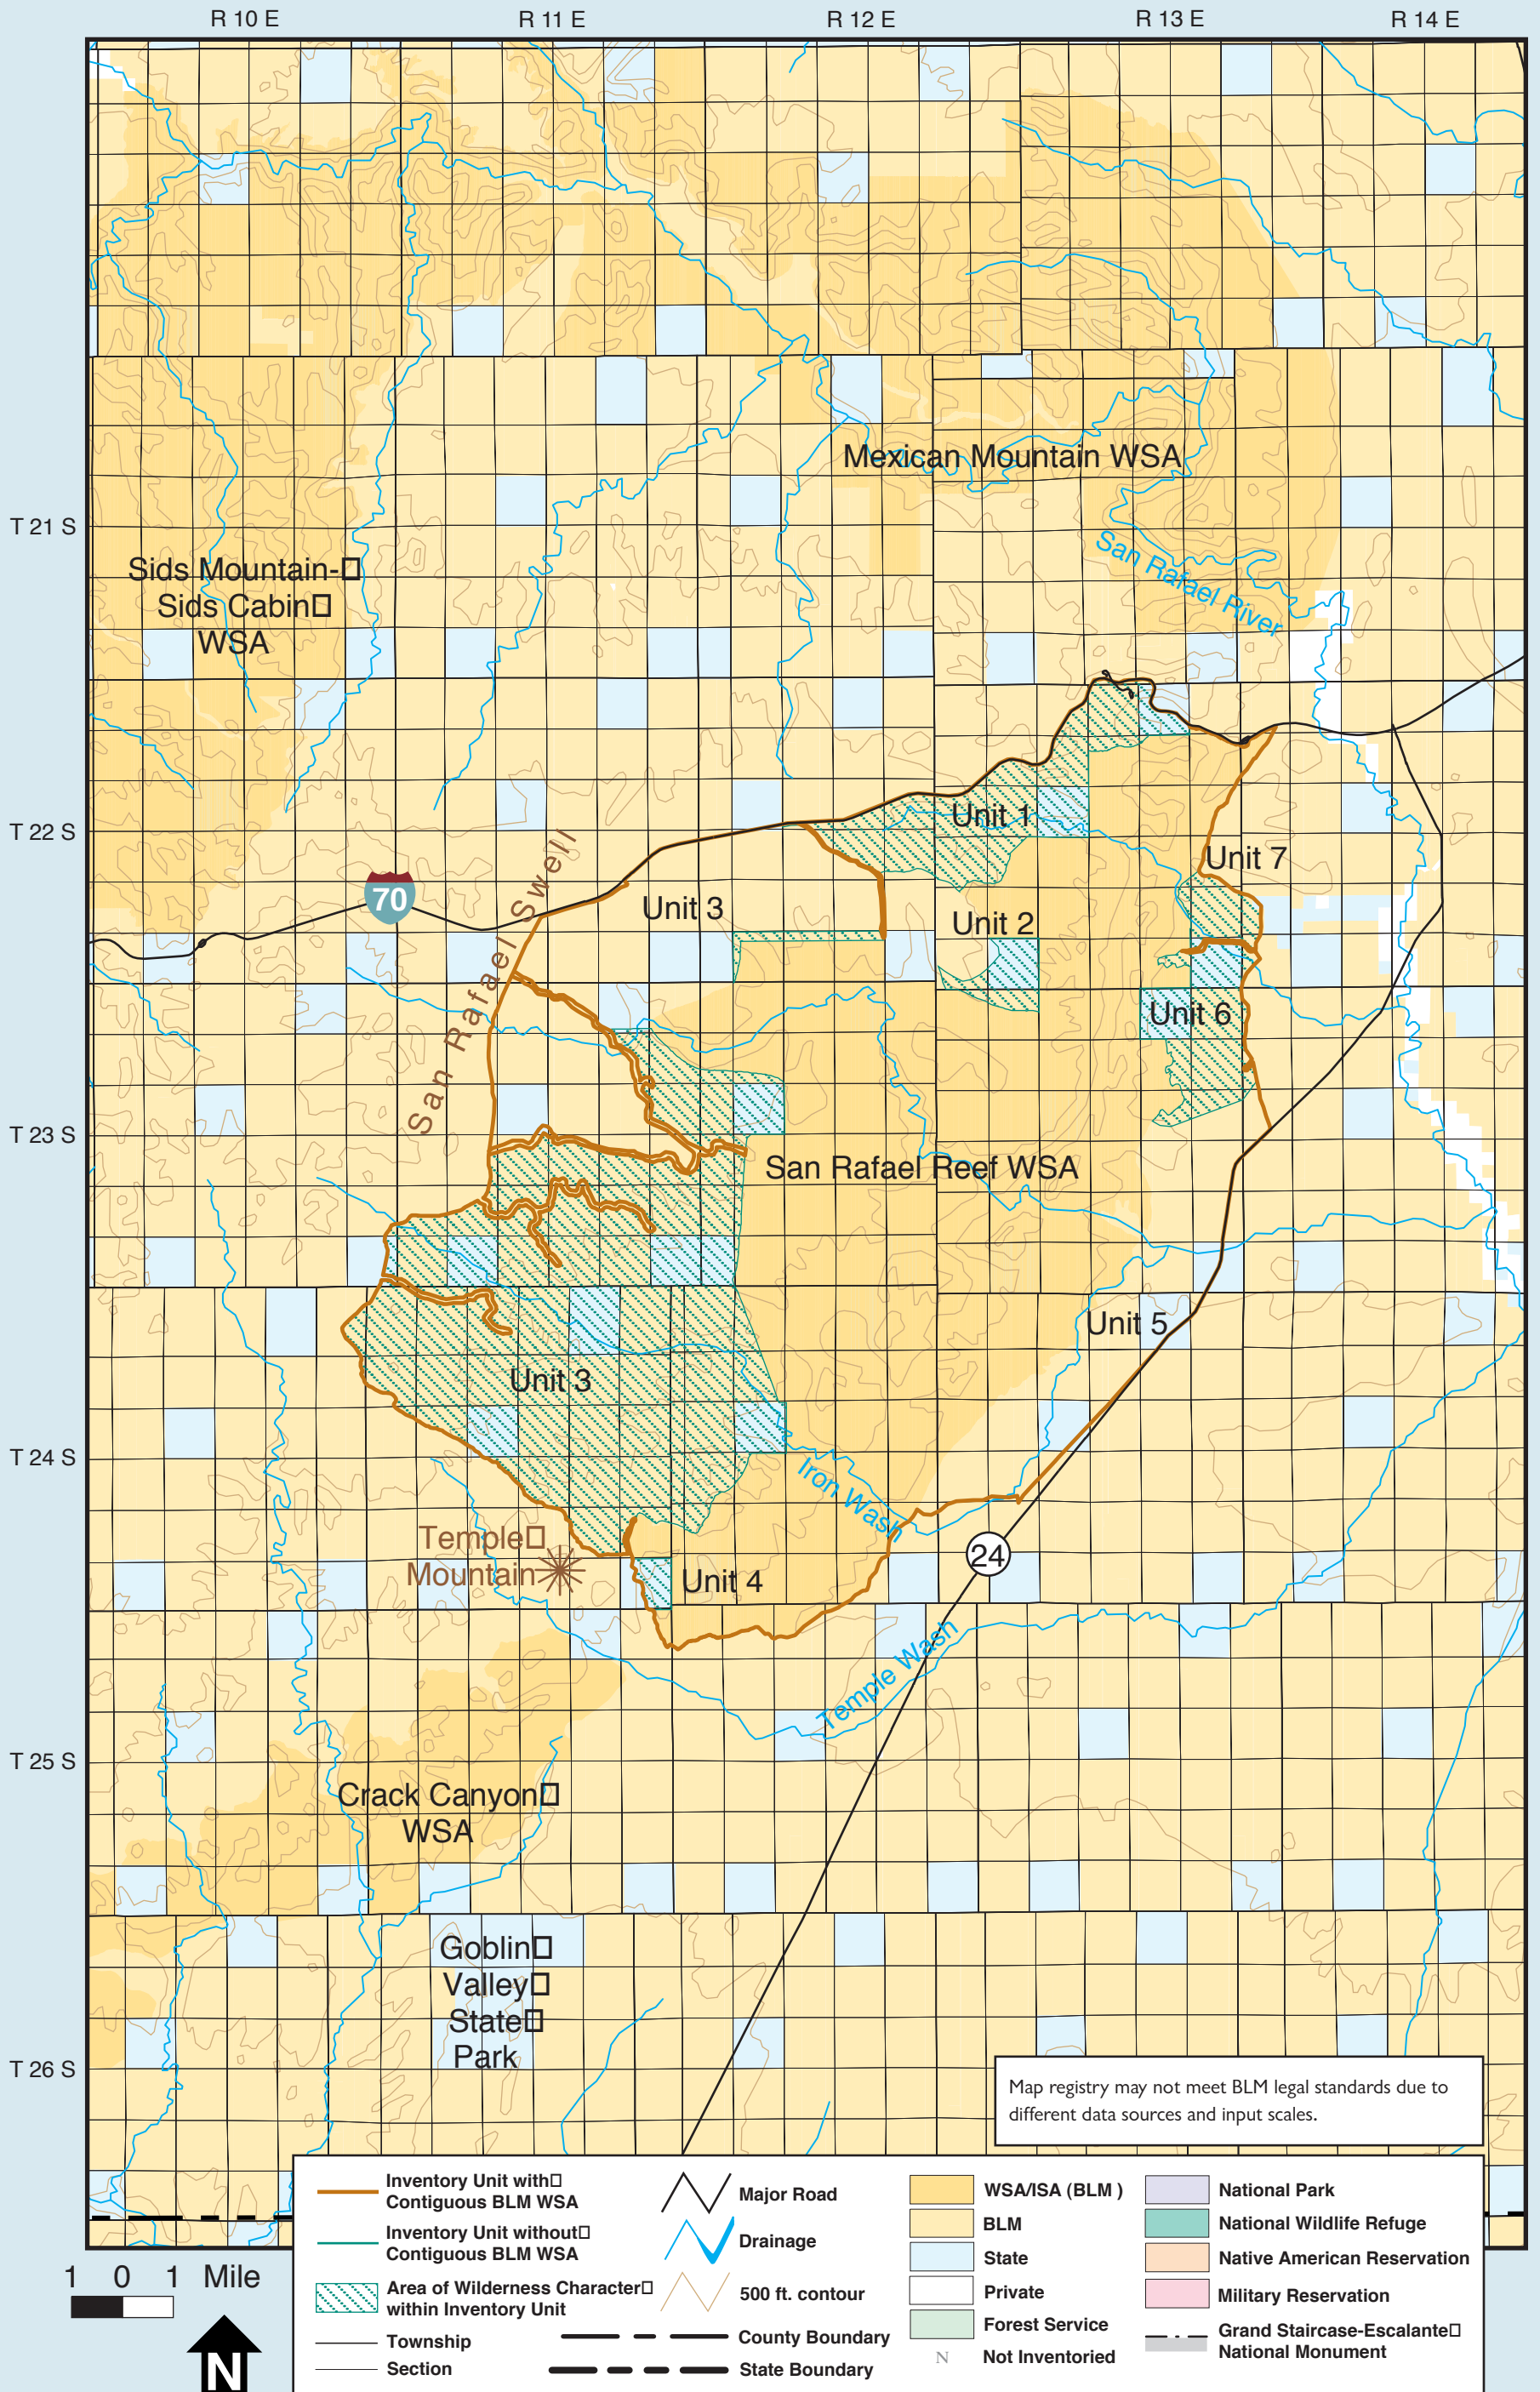 R 10 E
R 11 E
R 12 E
R 13 E
R 14 E
Mexican Mountain WSA
T 21 S
San Rafael River
Sids Mountain-
Sids Cabin
WSA
Unit 1
T 22 S
Unit 7
70
San Rafael Swell
Unit 3
Unit 2
Unit 6
T 23 S
San Rafael Reef WSA
Unit 5
Unit 3
T 24 S
Iron Wash
Temple
Mountain
24
Unit 4
Temple Wash
T 25 S
Crack Canyon
WSA
Goblin
Valley
State
Park
T 26 S
Map registry may not meet BLM legal standards due to
different data sources and input scales.
Inventory Unit with
Contiguous BLM WSA
Inventory Unit without
Contiguous BLM WSA
Area of Wilderness Character
within Inventory Unit
Township
Section
Major Road
Drainage
500 ft. contour
County Boundary
State Boundary
WSA/ISA (BLM )
BLM
State
Private
Forest Service
N
Not Inventoried
National Park
National Wildlife Refuge
Native American Reservation
Military Reservation
Grand Staircase-Escalante
National Monument
1 0 1 Mile
N